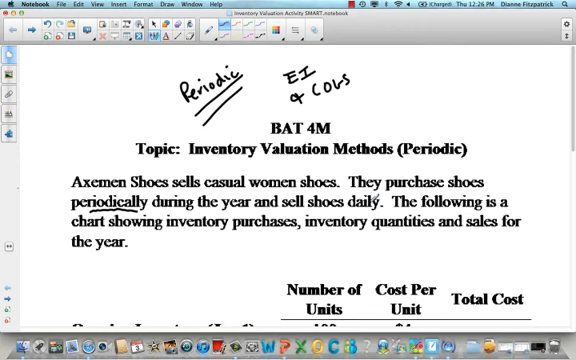 Notebook File Edit View Insert Format Draw Window Help
(Charged) Thu 12:26 PM Dianne Fitzpatrick
Inventory Valuation Activity SMART.notebook
Periodic EI
& COGS
BAT 4M
Topic: Inventory Valuation Methods (Periodic)
Axemen Shoes sells casual women shoes. They purchase shoes
periodically during the year and sell shoes daily. The following is a
chart showing inventory purchases, inventory quantities and sales for
the year.
Number of Units Cost Per Unit Total Cost